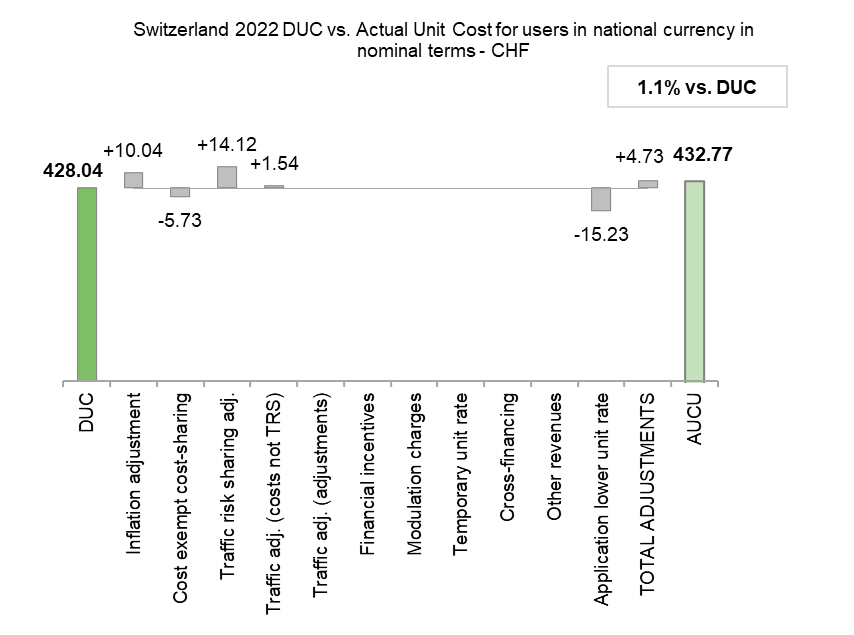 Switzerland 2022 DUC vs. Actual Unit Cost for users in national currency in
nominal terms - CHF
1.1% vs. DUC
428.04
+10.04
-5.73
+14.12
+1.54
-15.23
+4.73
432.77
DUC
Inflation adjustment
Cost exempt cost-sharing
Traffic risk sharing adj.
Traffic adj. (costs not TRS)
Traffic adj. (adjustments)
Financial incentives
Modulation charges
Temporary unit rate
Cross-financing
Other revenues
Application lower unit rate
TOTAL ADJUSTMENTS
AUCU